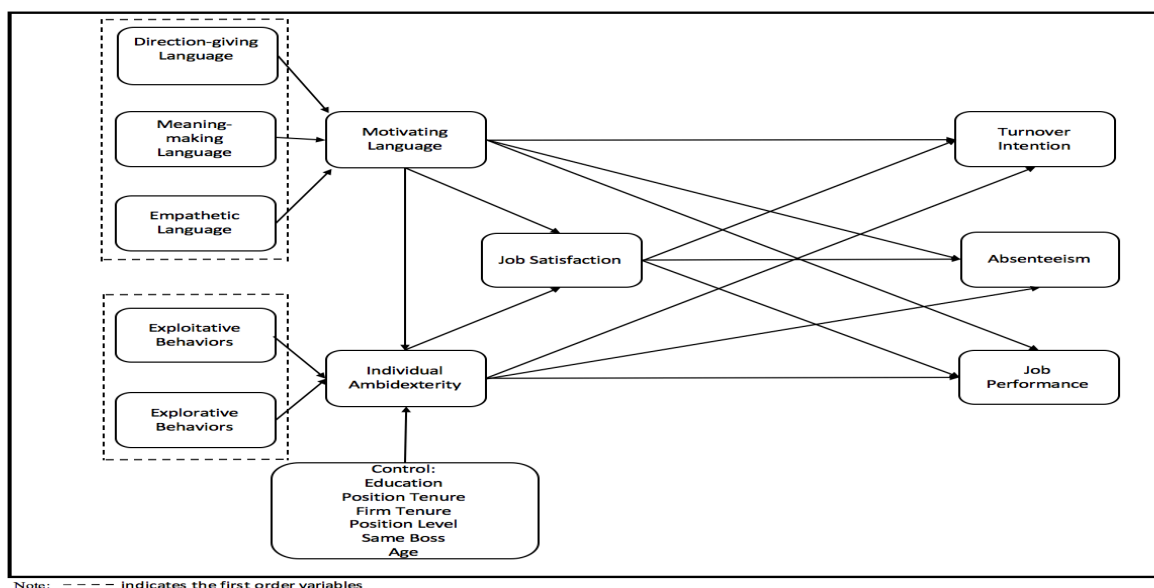 Direction-giving
Language
Meaning-
making
Language
Empathetic
Language
Exploitative
Behaviors
Explorative
Behaviors
Motivating
Language
Job Satisfaction
Individual
Ambidexterity
Control:
Education
Position Tenure
Firm Tenure
Position Level
Same Boss
Age
Turnover
Intention
Absenteeism
Job
Performance
Note: – – – – indicates the first order variables